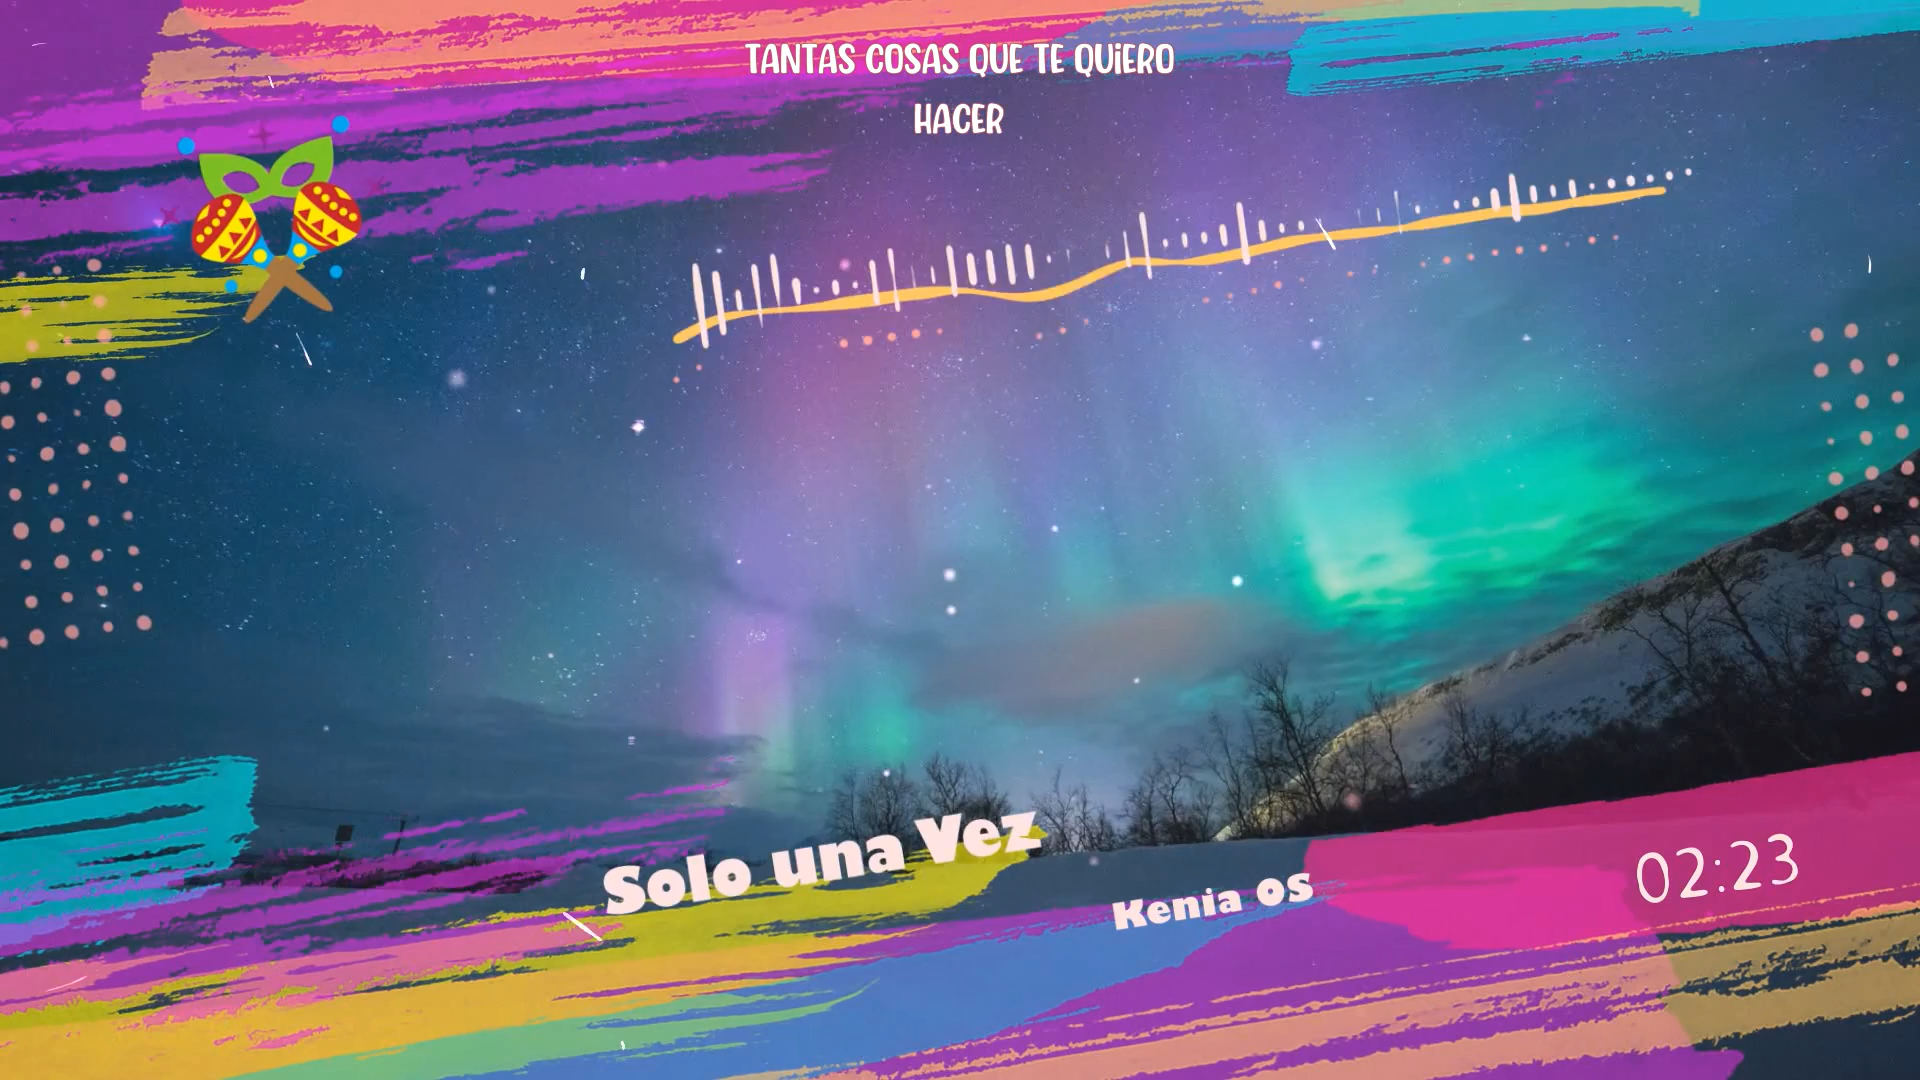 TANTAS COSAS QUE TE QUIERO
HACER
Solo una Vez
Kenia OS
02:23